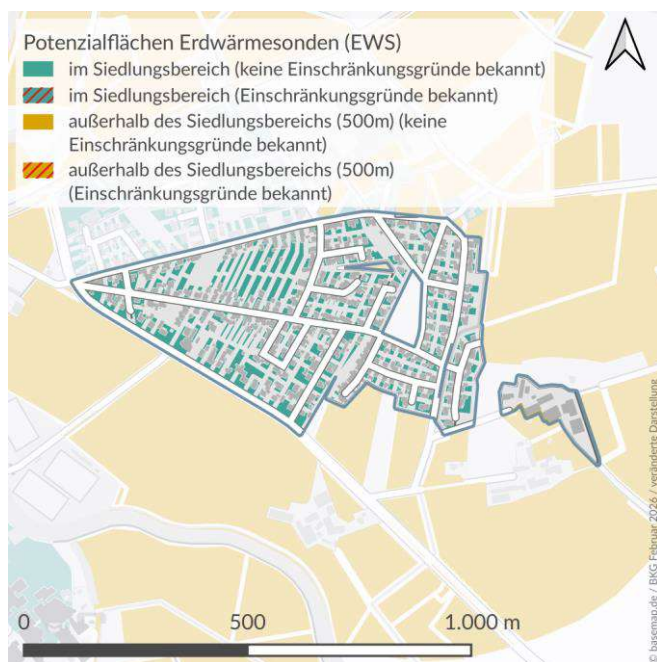 Potenzialflächen Erdwärmesonden (EWS)
im Siedlungsbereich (keine Einschränkungsgründe bekannt)
im Siedlungsbereich (Einschränkungsgründe bekannt)
außerhalb des Siedlungsbereichs (500m) (keine
Einschränkungsgründe bekannt)
außerhalb des Siedlungsbereichs (500m)
(Einschränkungsgründe bekannt)
0 500 1.000 m
© basemap.de / BKG Februar 2026 / veränderte Darstellung